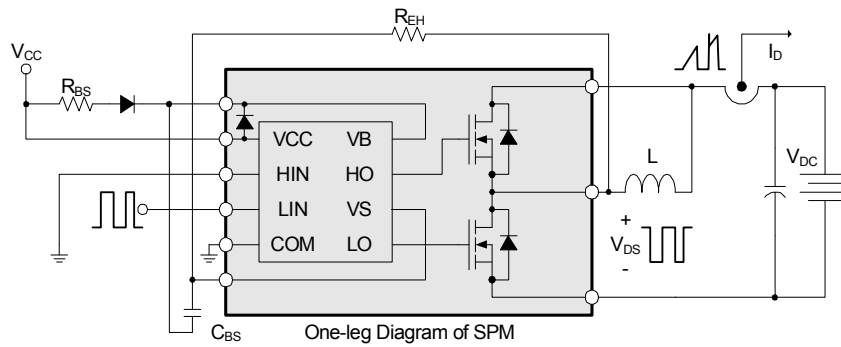 R_EH
V_CC
I_D
R_BS
VCC VB
HIN HO
LIN VS
COM LO
L
V_DC
+
V_DS
-
C_BS
One-leg Diagram of SPM